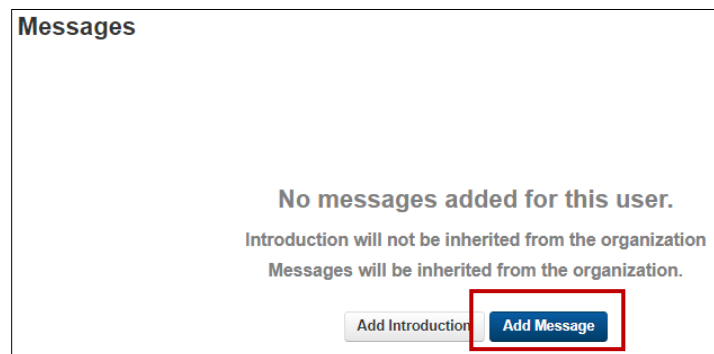 Messages
No messages added for this user.
Introduction will not be inherited from the organization
Messages will be inherited from the organization.
Add Introduction Add Message